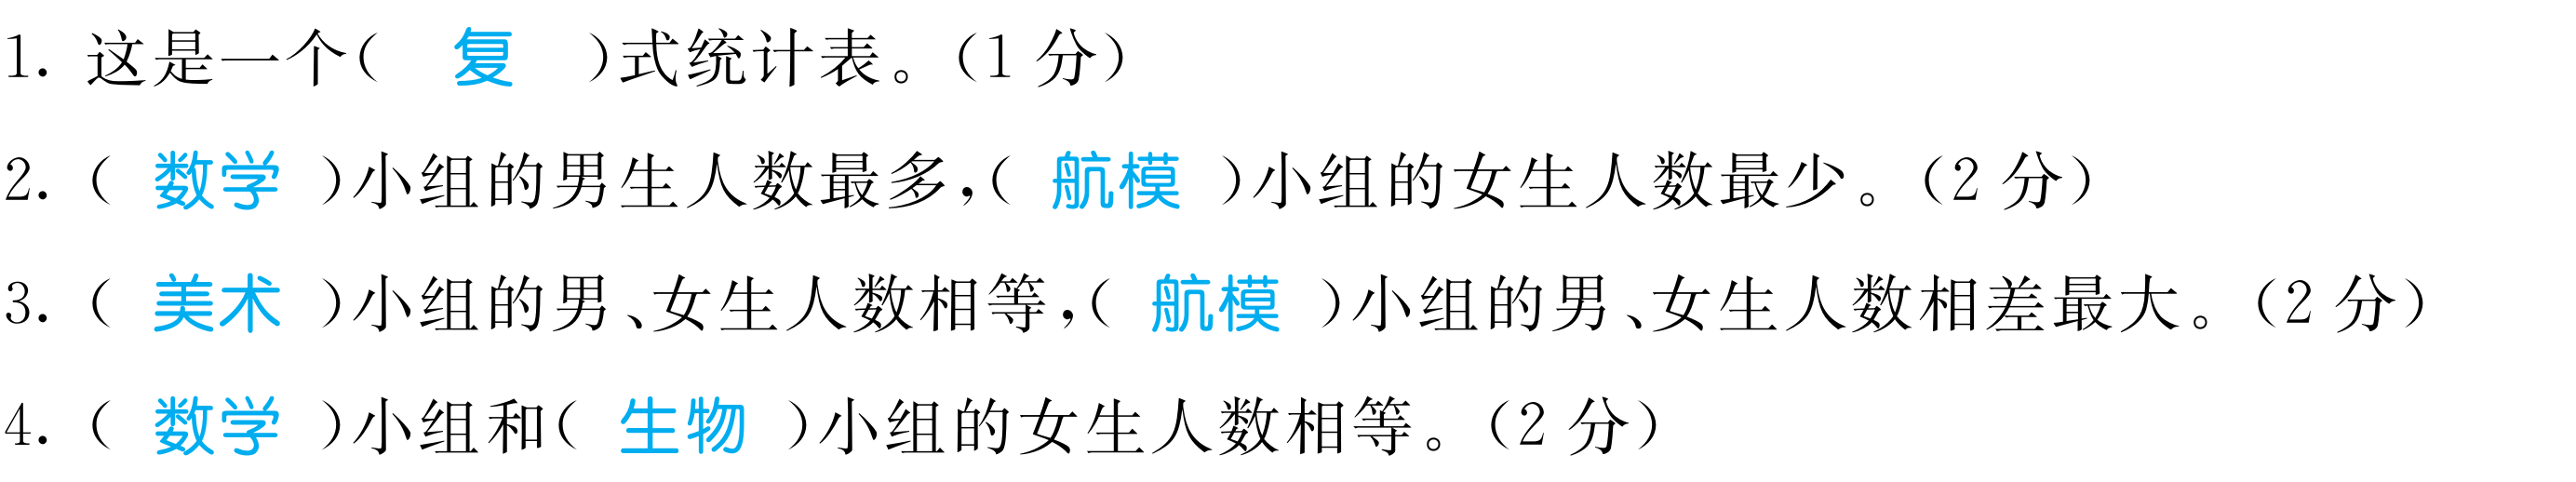 1. 这是一个( 复 )式统计表。(1 分)
2. ( 数学 )小组的男生人数最多,( 航模 )小组的女生人数最少。(2 分)
3. ( 美术 )小组的男、女生人数相等,( 航模 )小组的男、女生人数相差最大。(2 分)
4. ( 数学 )小组和( 生物 )小组的女生人数相等。(2 分)